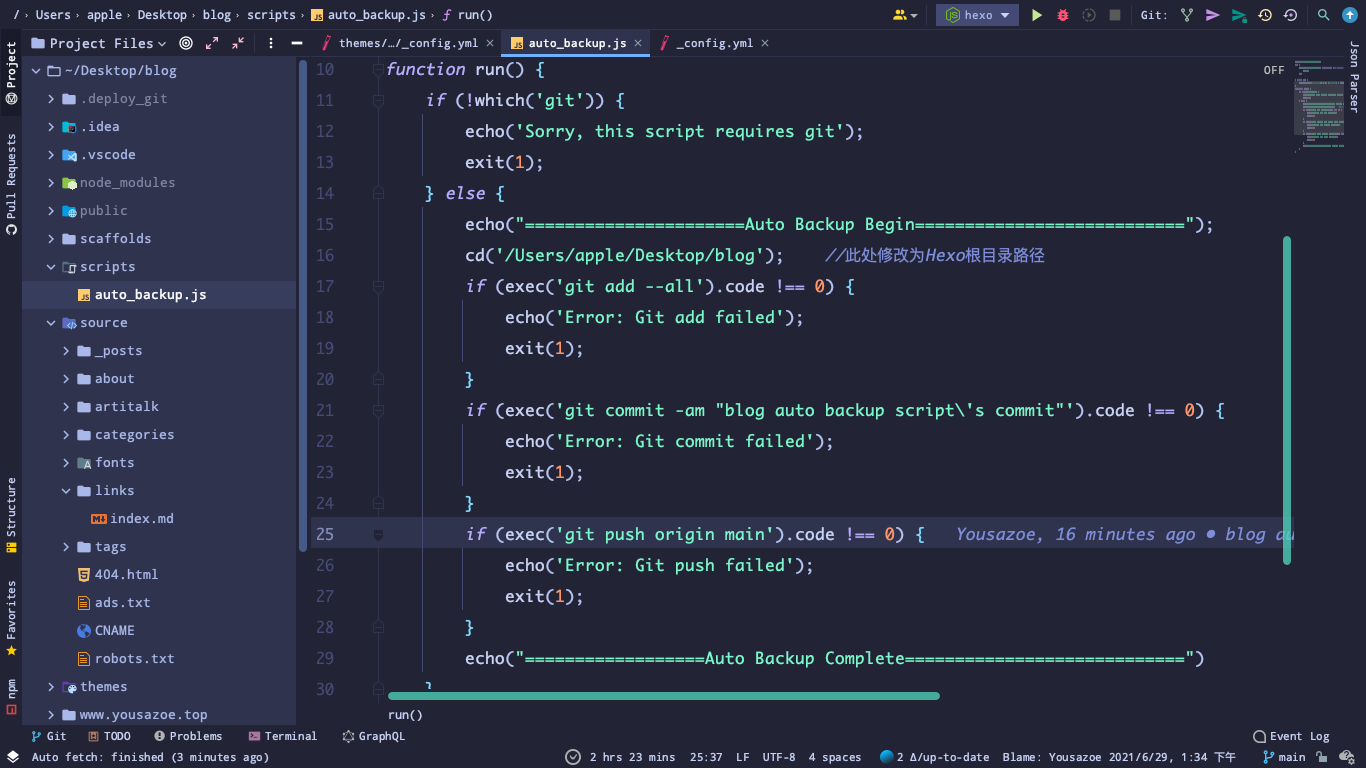 / › Users › apple › Desktop › blog › scripts › auto_backup.js › run()
hexo
Git:
Project
Pull Requests
Structure
Favorites
npm
Project Files
themes/…/_config.yml
auto_backup.js
_config.yml
Json Parser
~/Desktop/blog
.deploy_git
.idea
.vscode
node_modules
public
scaffolds
scripts
auto_backup.js
source
_posts
about
artitalk
categories
fonts
links
index.md
tags
404.html
ads.txt
CNAME
robots.txt
themes
www.yousazoe.top
OFF
10 function run() {
11 if (!which('git')) {
12 echo('Sorry, this script requires git');
13 exit(1);
14 } else {
15 echo("======================Auto Backup Begin===========================");
16 cd('/Users/apple/Desktop/blog'); //此处修改为Hexo根目录路径
17 if (exec('git add --all').code !== 0) {
18 echo('Error: Git add failed');
19 exit(1);
20 }
21 if (exec('git commit -am "blog auto backup script\'s commit"').code !== 0) {
22 echo('Error: Git commit failed');
23 exit(1);
24 }
25 if (exec('git push origin main').code !== 0) { Yousazoe, 16 minutes ago • blog au
26 echo('Error: Git push failed');
27 exit(1);
28 }
29 echo("==================Auto Backup Complete============================")
30 }
run()
Git TODO Problems Terminal GraphQL Event Log
Auto fetch: finished (3 minutes ago) 2 hrs 23 mins 25:37 LF UTF-8 4 spaces 2 Δ/up-to-date Blame: Yousazoe 2021/6/29, 1:34 下午 main